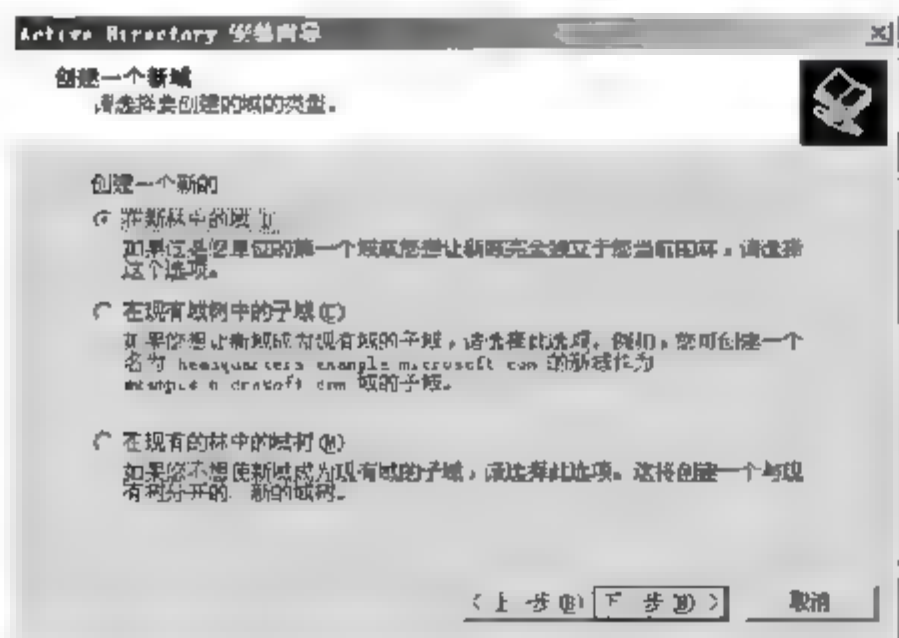 Active Directory 安装向导
创建一个新域
请选择要创建的域的类型。
创建一个新的
在新林中的域(D)
如果这是您单位的第一个域或您想让新域完全独立于您当前的林，请选择
这个选项。
在现有域树中的子域(C)
如果您想让新域成为现有域的子域，请选择此选项。例如，您可创建一个
名为 headquarters.example.microsoft.com 的新域作为
example.microsoft.com 域的子域。
在现有的林中的域树(M)
如果您不想使新域成为现有域的子域，请选择此选项。这将创建一个与现
有树分开的、新的域树。
< 上一步(B)
下一步(N) >
取消